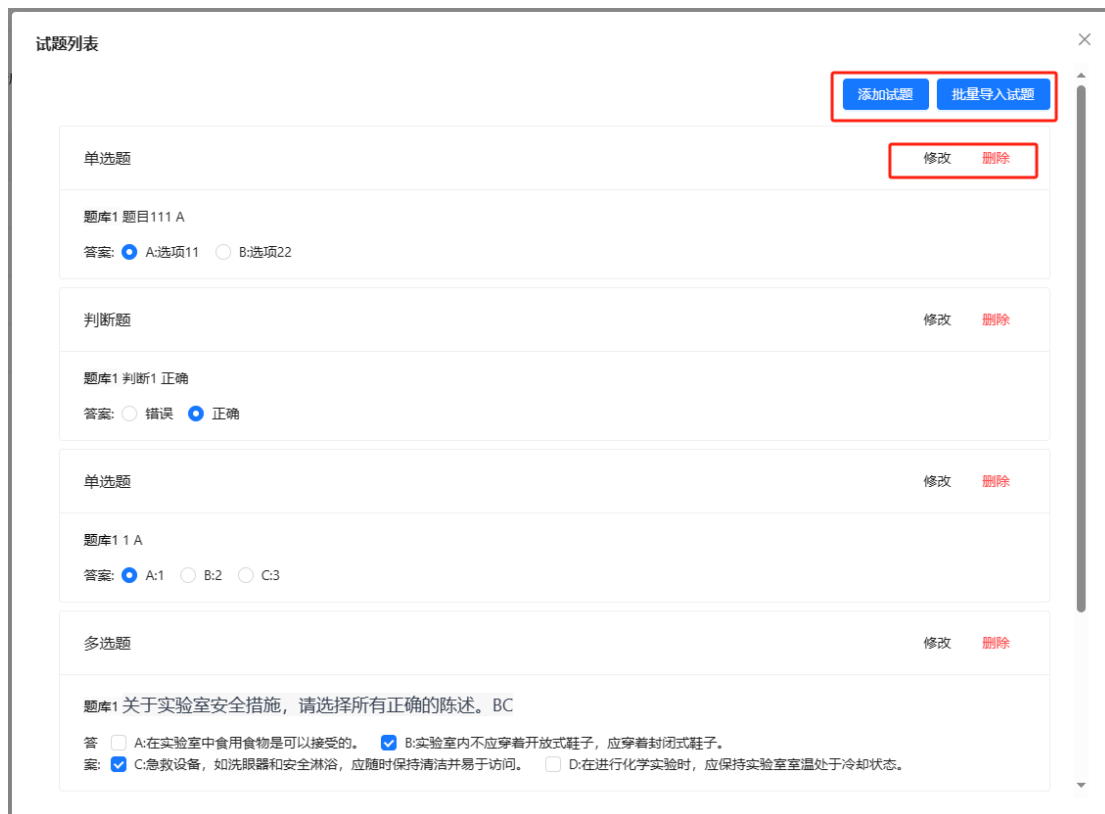 试题列表
添加试题 批量导入试题
单选题 修改 删除
题库1 题目111 A
答案: A:选项11 B:选项22
判断题 修改 删除
题库1 判断1 正确
答案: 错误 正确
单选题 修改 删除
题库1 1 A
答案: A:1 B:2 C:3
多选题 修改 删除
题库1 关于实验室安全措施，请选择所有正确的陈述。BC
答 A:在实验室中食用食物是可以接受的。 B:实验室内不应穿着开放式鞋子，应穿着封闭式鞋子。
案: C:急救设备，如洗眼器和安全淋浴，应随时保持清洁并易于访问。 D:在进行化学实验时，应保持实验室室温处于冷却状态。